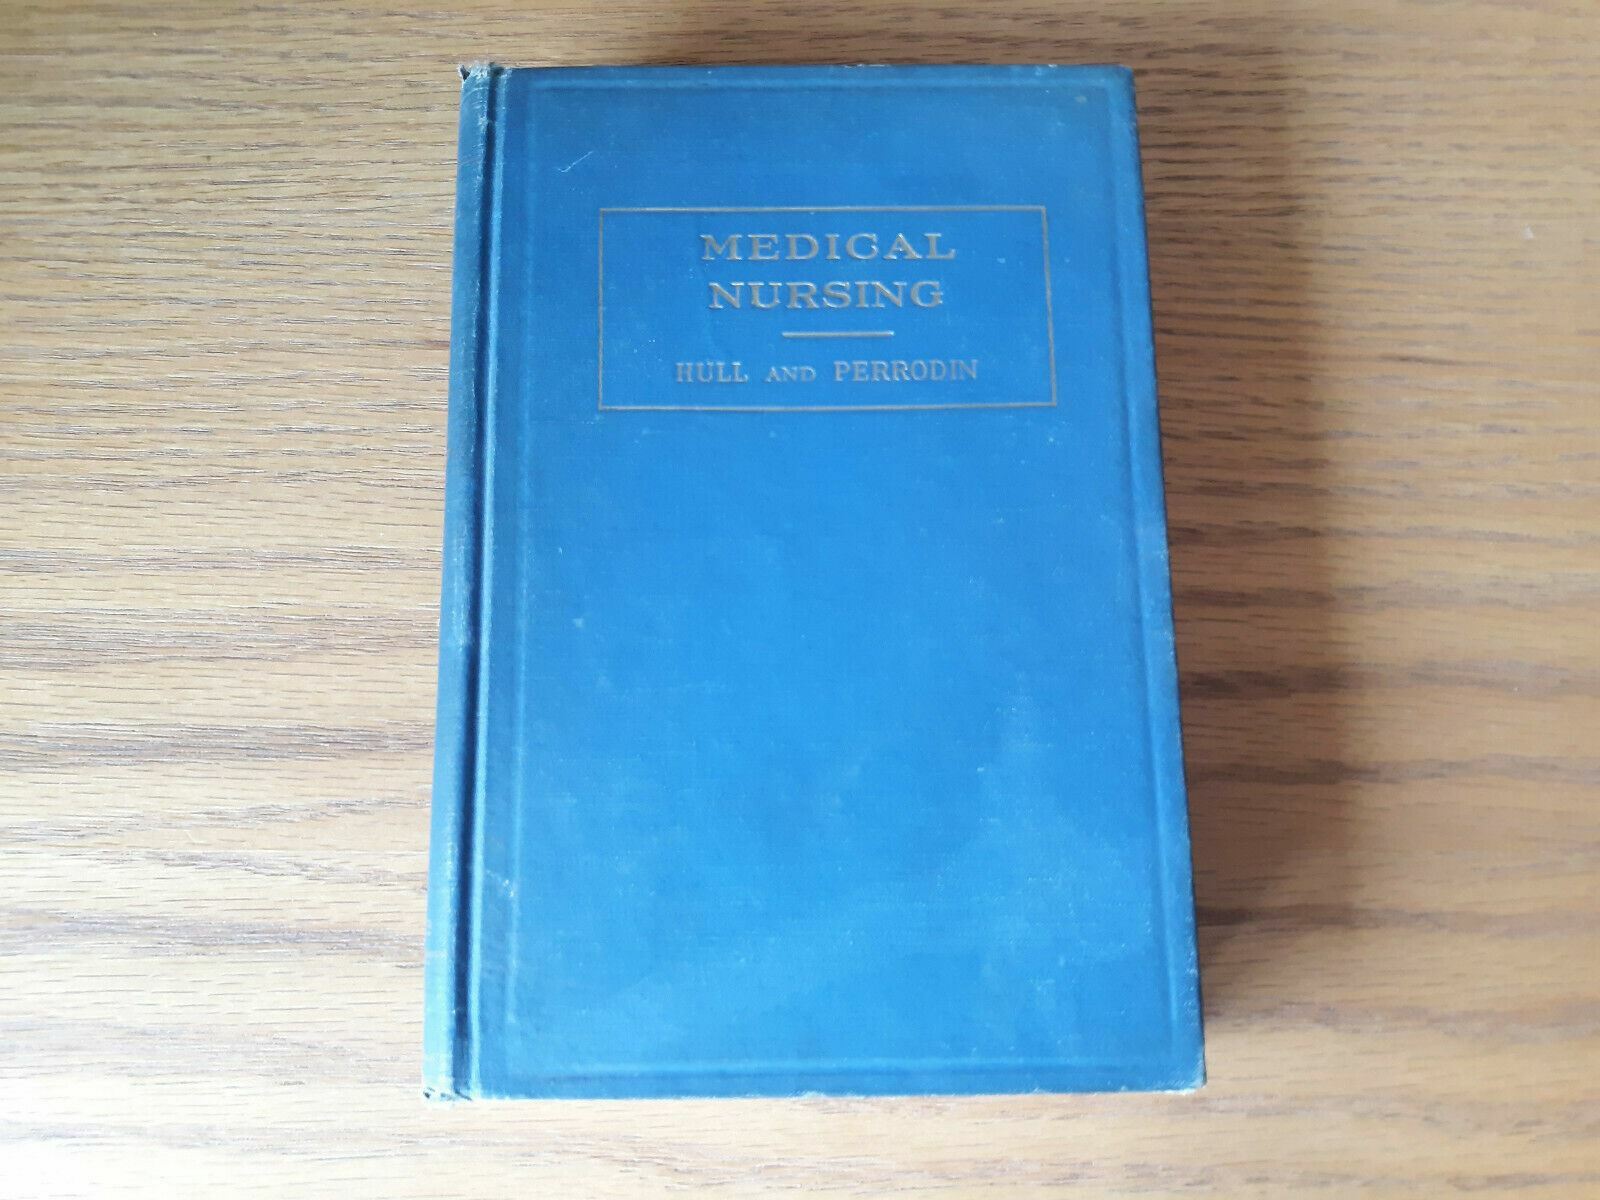 MEDICAL
NURSING
HULL AND PERRODIN